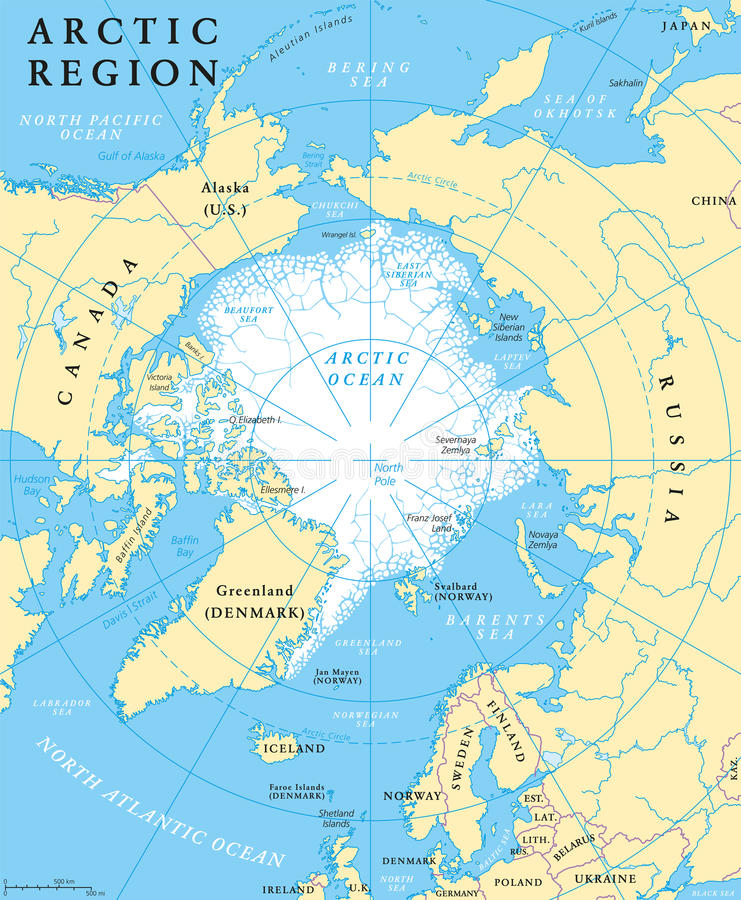 ARCTIC
REGION
Aleutian Islands
BERING
SEA
Kuril Islands
JAPAN
Sakhalin
SEA OF
OKHOTSK
NORTH PACIFIC
OCEAN
Gulf of Alaska
Bering
Strait
Arctic Circle
Alaska
(U.S.)
CHINA
CHUKCHI
SEA
Wrangel Isl.
CANADA
EAST
SIBERIAN
SEA
BEAUFORT
SEA
New
Siberian
Islands
LAPTEV
SEA
ARCTIC
OCEAN
Banks I.
Victoria
Island
RUSSIA
Q.Elizabeth I.
Severnaya
Zemlya
dreamstime
North
Pole
Hudson
Bay
Ellesmere I.
LARA
SEA
Franz Josef
Land
Baffin Island
Baffin
Bay
Novaya
Zemlya
Greenland
(DENMARK)
Svalbard
(NORWAY)
Davis Strait
BARENTS
SEA
GREENLAND
SEA
Jan Mayen
(NORWAY)
LABRADOR
SEA
NORWEGIAN
SEA
Arctic Circle
ICELAND
FINLAND
SWEDEN
NORTH ATLANTIC OCEAN
Faroe Islands
(DENMARK)
NORWAY
KAZ.
EST.
Shetland
Islands
LAT.
LITH.
BELARUS
RUS.
BALTIC SEA
DENMARK
NORTH
SEA
POLAND
UKRAINE
GERMANY
IRELAND
U.K.
BLACK SEA
0
500 km
0
500 mi